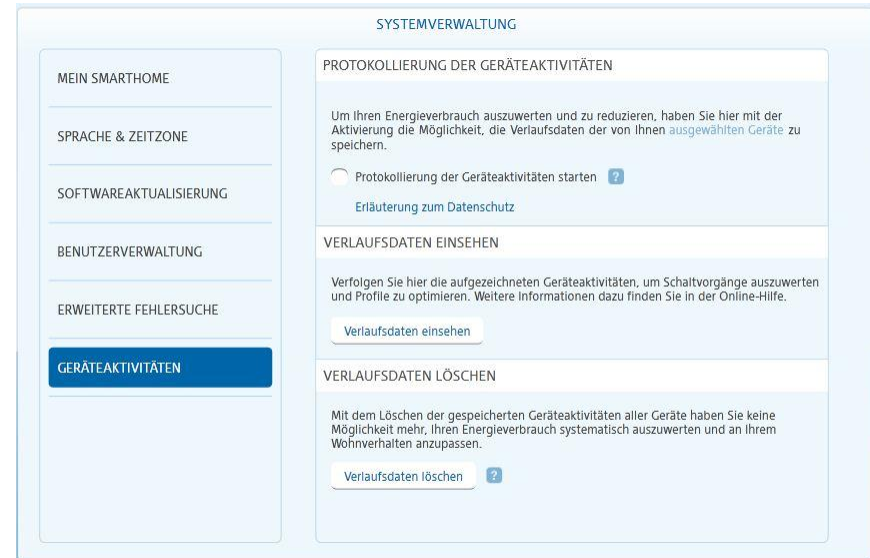 SYSTEMVERWALTUNG
MEIN SMARTHOME
SPRACHE & ZEITZONE
SOFTWAREAKTUALISIERUNG
BENUTZERVERWALTUNG
ERWEITERTE FEHLERSUCHE
GERÄTEAKTIVITÄTEN
PROTOKOLLIERUNG DER GERÄTEAKTIVITÄTEN
Um Ihren Energieverbrauch auszuwerten und zu reduzieren, haben Sie hier mit der
Aktivierung die Möglichkeit, die Verlaufsdaten der von Ihnen ausgewählten Geräte zu
speichern.
Protokollierung der Geräteaktivitäten starten ?
Erläuterung zum Datenschutz
VERLAUFSDATEN EINSEHEN
Verfolgen Sie hier die aufgezeichneten Geräteaktivitäten, um Schaltvorgänge auszuwerten
und Profile zu optimieren. Weitere Informationen dazu finden Sie in der Online-Hilfe.
Verlaufsdaten einsehen
VERLAUFSDATEN LÖSCHEN
Mit dem Löschen der gespeicherten Geräteaktivitäten aller Geräte haben Sie keine
Möglichkeit mehr, Ihren Energieverbrauch systematisch auszuwerten und an Ihrem
Wohnverhalten anzupassen.
Verlaufsdaten löschen ?